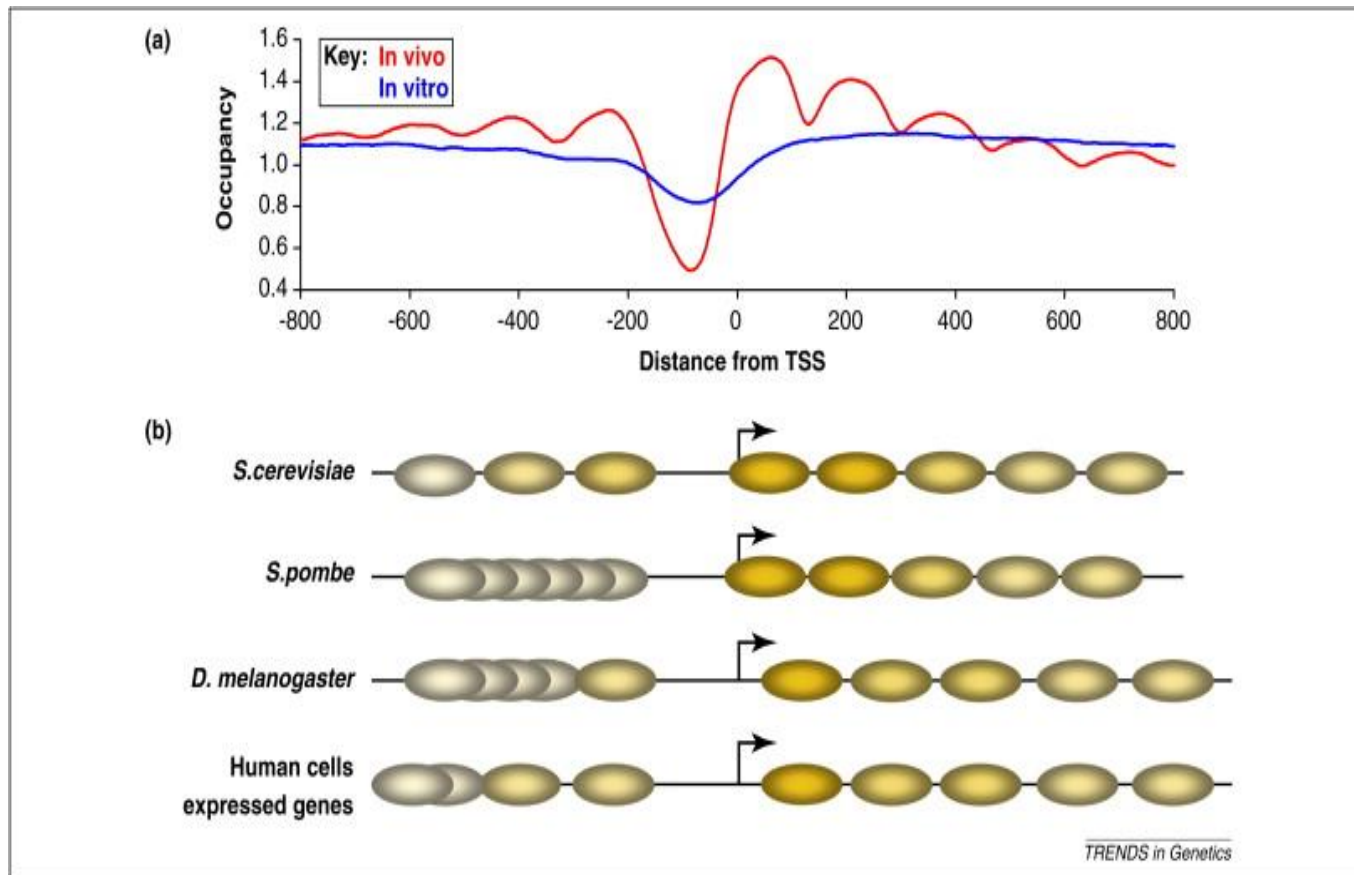 (a)
1.6
1.4
1.2
1.0
0.8
0.6
0.4
Occupancy
Key: In vivo
In vitro
-800 -600 -400 -200 0 200 400 600 800
Distance from TSS
(b)
S.cerevisiae
S.pombe
D. melanogaster
Human cells
expressed genes
TRENDS in Genetics